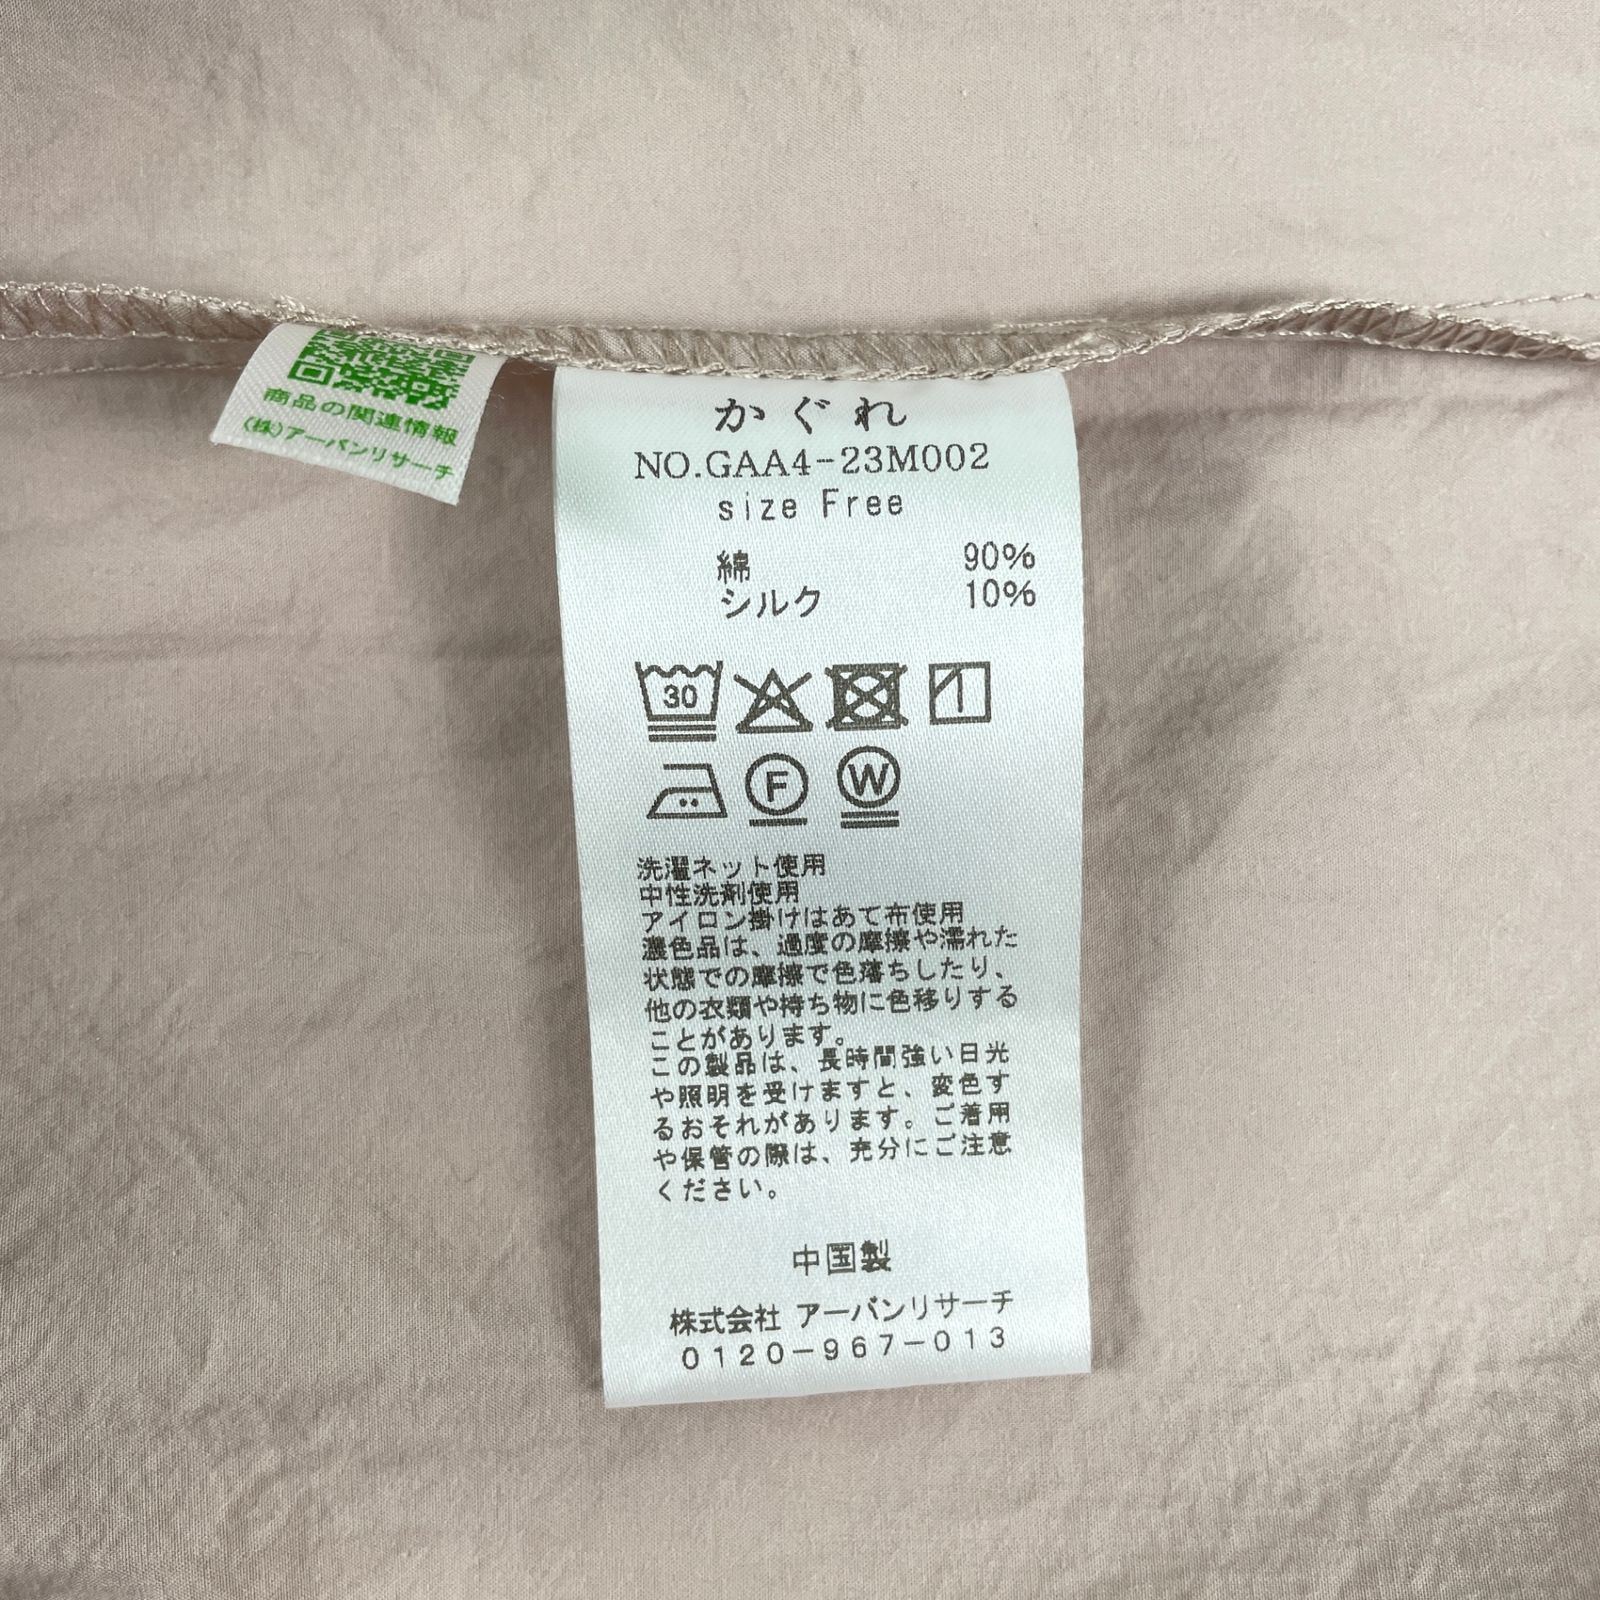 商品の関連情報
(株)アーバンリサーチ
かぐれ
NO.GAA4-23M002
size Free
綿 90%
シルク 10%
30
F W
洗濯ネット使用
中性洗剤使用
アイロン掛けはあて布使用
濃色品は、過度の摩擦や濡れた
状態での摩擦で色落ちしたり、
他の衣類や持ち物に色移りする
ことがあります。
この製品は、長時間強い日光
や照明を受けますと、変色す
るおそれがあります。ご着用
や保管の際は、充分にご注意
ください。
中国製
株式会社 アーバンリサーチ
0120-967-013